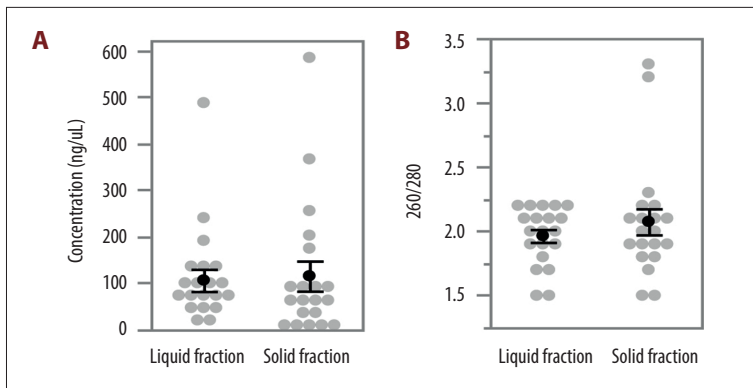 A
Concentration (ng/uL)
600
500
400
300
200
100
0
Liquid fraction
Solid fraction
B
260/280
3.5
3.0
2.5
2.0
1.5
Liquid fraction
Solid fraction